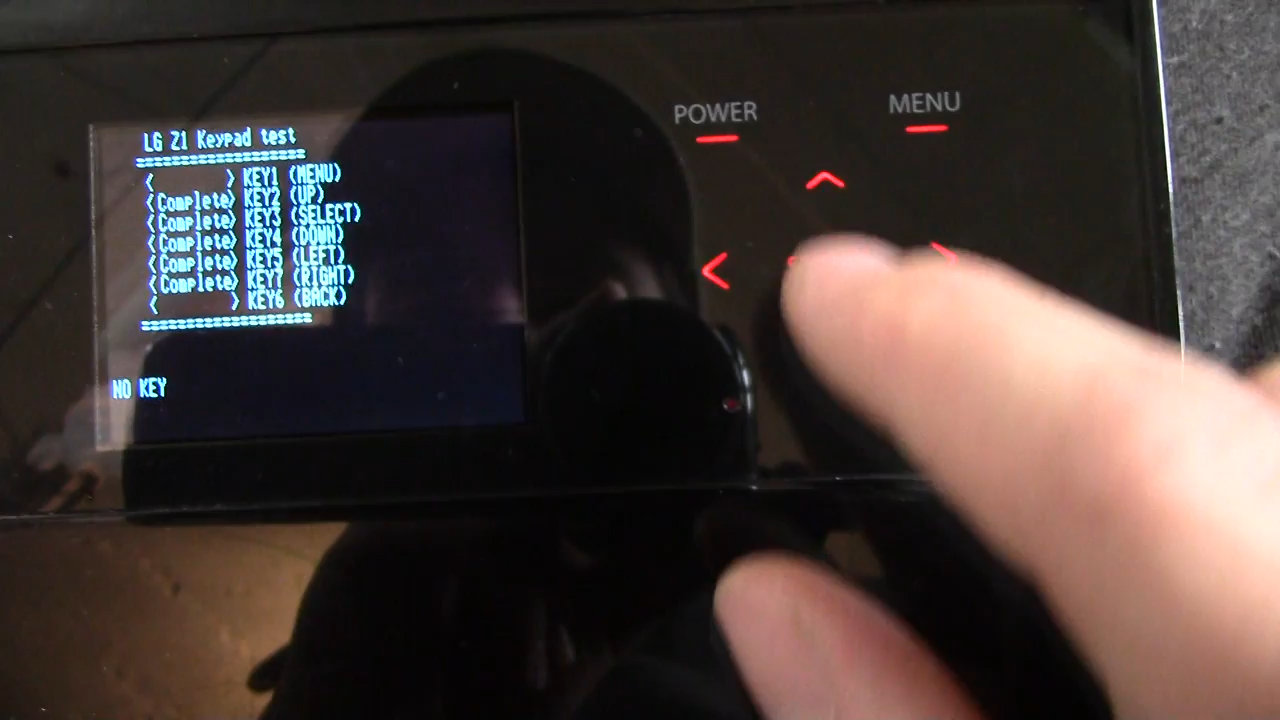 LG Z1 Keypad test
===================
<        > KEY1 (MENU)
<Complete> KEY2 (UP)
<Complete> KEY3 (SELECT)
<Complete> KEY4 (DOWN)
<Complete> KEY5 (LEFT)
<Complete> KEY7 (RIGHT)
<        > KEY6 (BACK)
===================
NO KEY
POWER
MENU